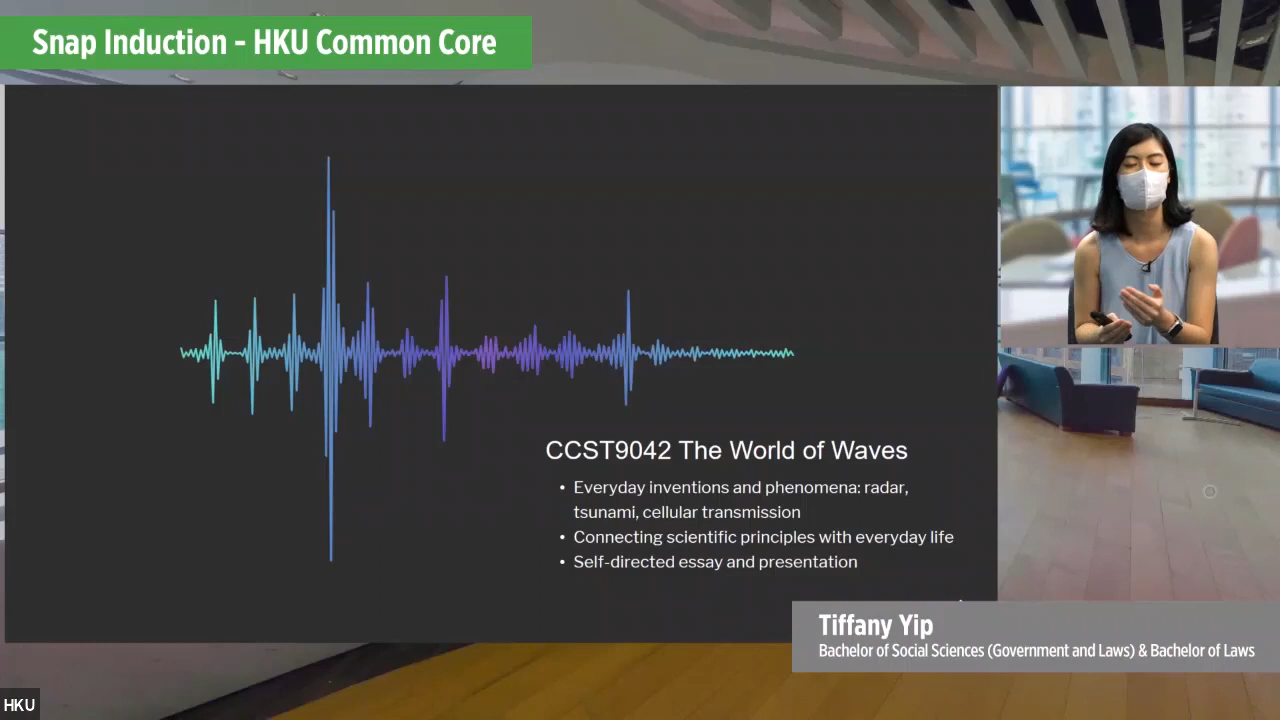 Snap Induction - HKU Common Core
CCST9042 The World of Waves
• Everyday inventions and phenomena: radar,
tsunami, cellular transmission
• Connecting scientific principles with everyday life
• Self-directed essay and presentation
Tiffany Yip
Bachelor of Social Sciences (Government and Laws) & Bachelor of Laws
HKU